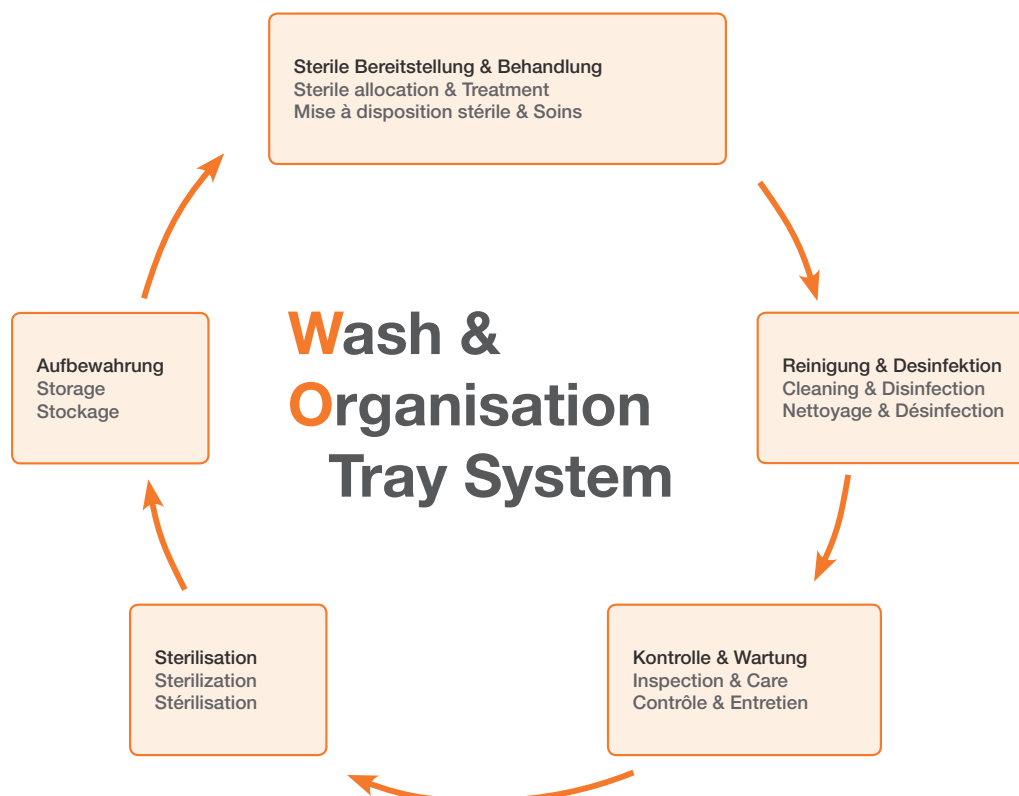 Sterile Bereitstellung & Behandlung
Sterile allocation & Treatment
Mise à disposition stérile & Soins
Wash &
Organisation
Tray System
Aufbewahrung
Storage
Stockage
Reinigung & Desinfektion
Cleaning & Disinfection
Nettoyage & Désinfection
Sterilisation
Sterilization
Stérilisation
Kontrolle & Wartung
Inspection & Care
Contrôle & Entretien